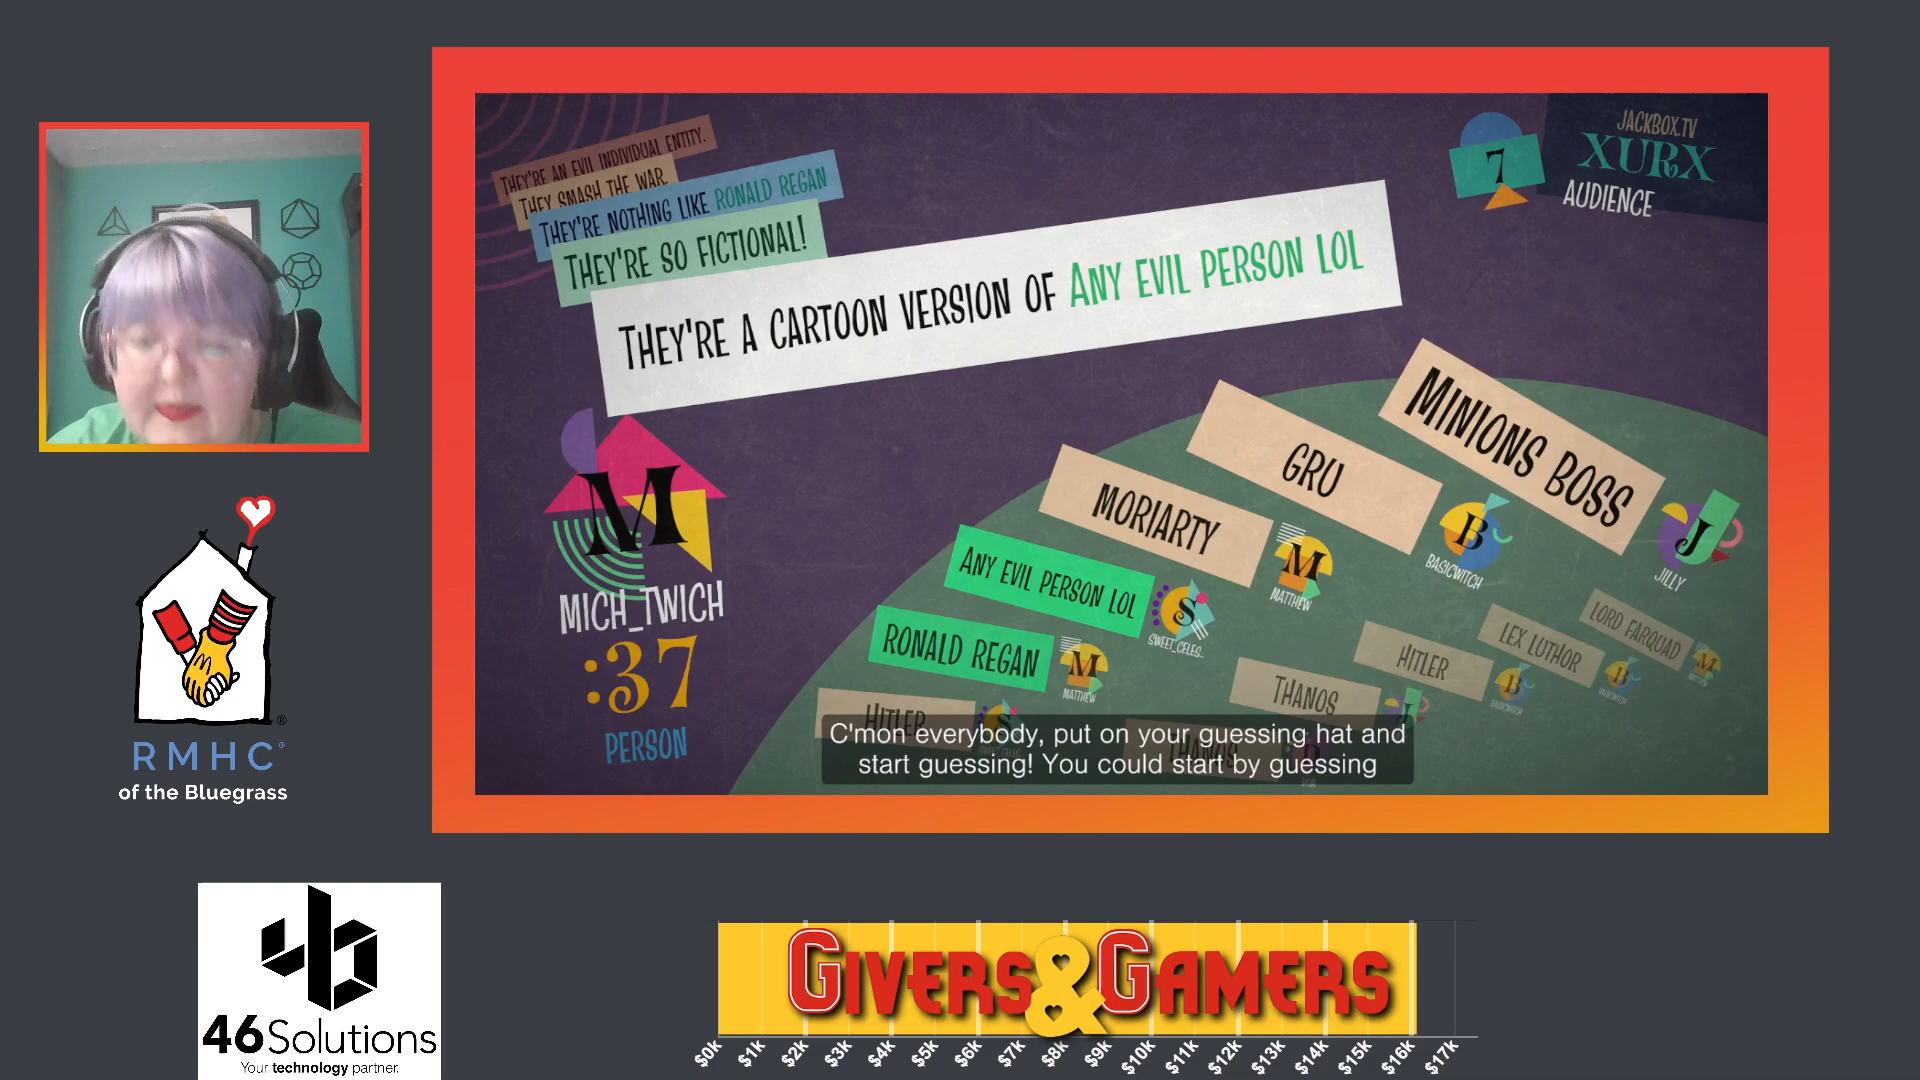 THEY'RE AN EVIL INDIVIDUAL ENTITY.
THEY SMASH THE WAR.
THEY'RE NOTHING LIKE RONALD REGAN
THEY'RE SO FICTIONAL!
THEY'RE A CARTOON VERSION OF ANY EVIL PERSON LOL
7
JACKBOX.TV
XURX
AUDIENCE
M
MICH_TWICH
:37
PERSON
MINIONS BOSS
J
JILLY
GRU
B
BASICWITCH
MORIARTY
M
MATTHEW
ANY EVIL PERSON LOL
S
SWEET_CELES..
RONALD REGAN
M
MATTHEW
HITLER
S
LORD FARQUAD
M
LEX LUTHOR
B
BASICWITCH
HITLER
B
BASICWITCH
THANOS
J
THANOS
C'mon everybody, put on your guessing hat and
start guessing! You could start by guessing
RMHC®
of the Bluegrass
46Solutions
Your technology partner.
GIVERS&GAMERS
$0k $1k $2k $3k $4k $5k $6k $7k $8k $9k $10k $11k $12k $13k $14k $15k $16k $17k